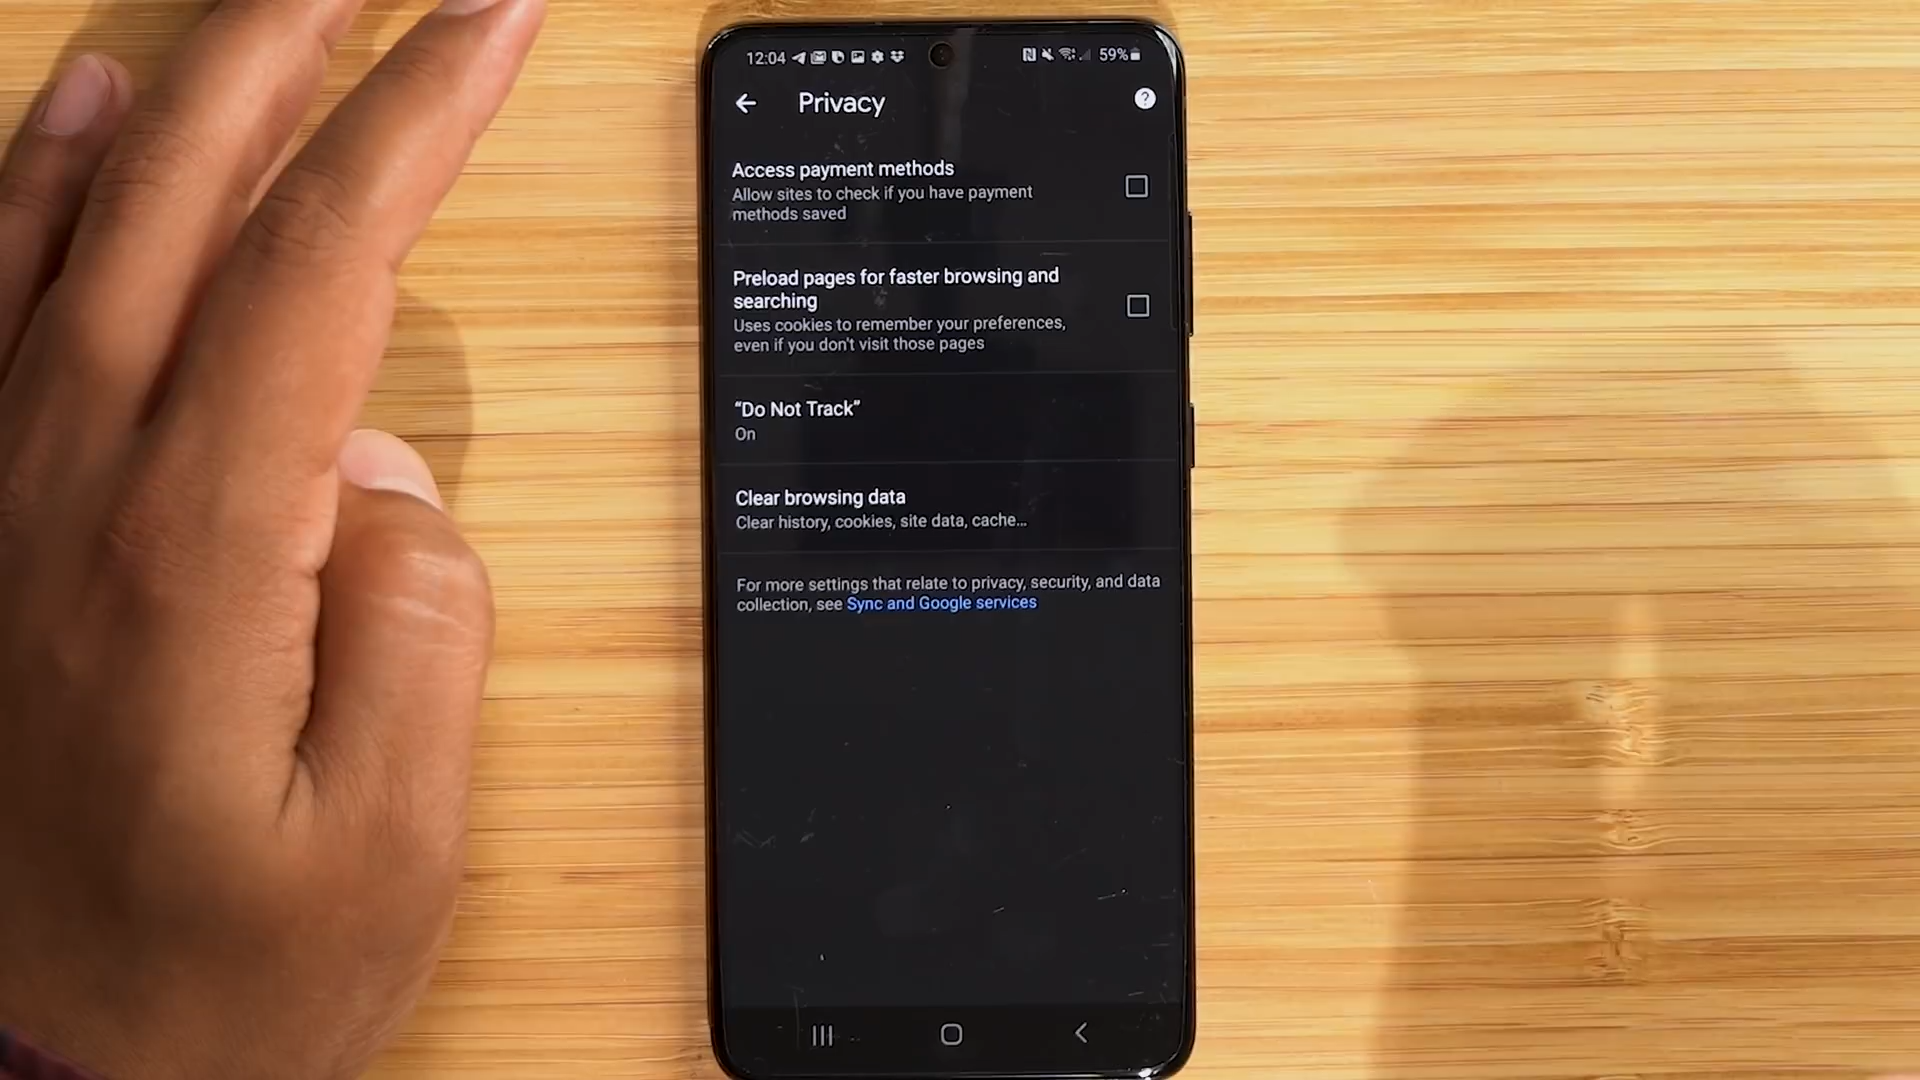 12:04
59%
Privacy
?
Access payment methods
Allow sites to check if you have payment
methods saved
Preload pages for faster browsing and
searching
Uses cookies to remember your preferences,
even if you don't visit those pages
“Do Not Track”
On
Clear browsing data
Clear history, cookies, site data, cache…
For more settings that relate to privacy, security, and data
collection, see Sync and Google services